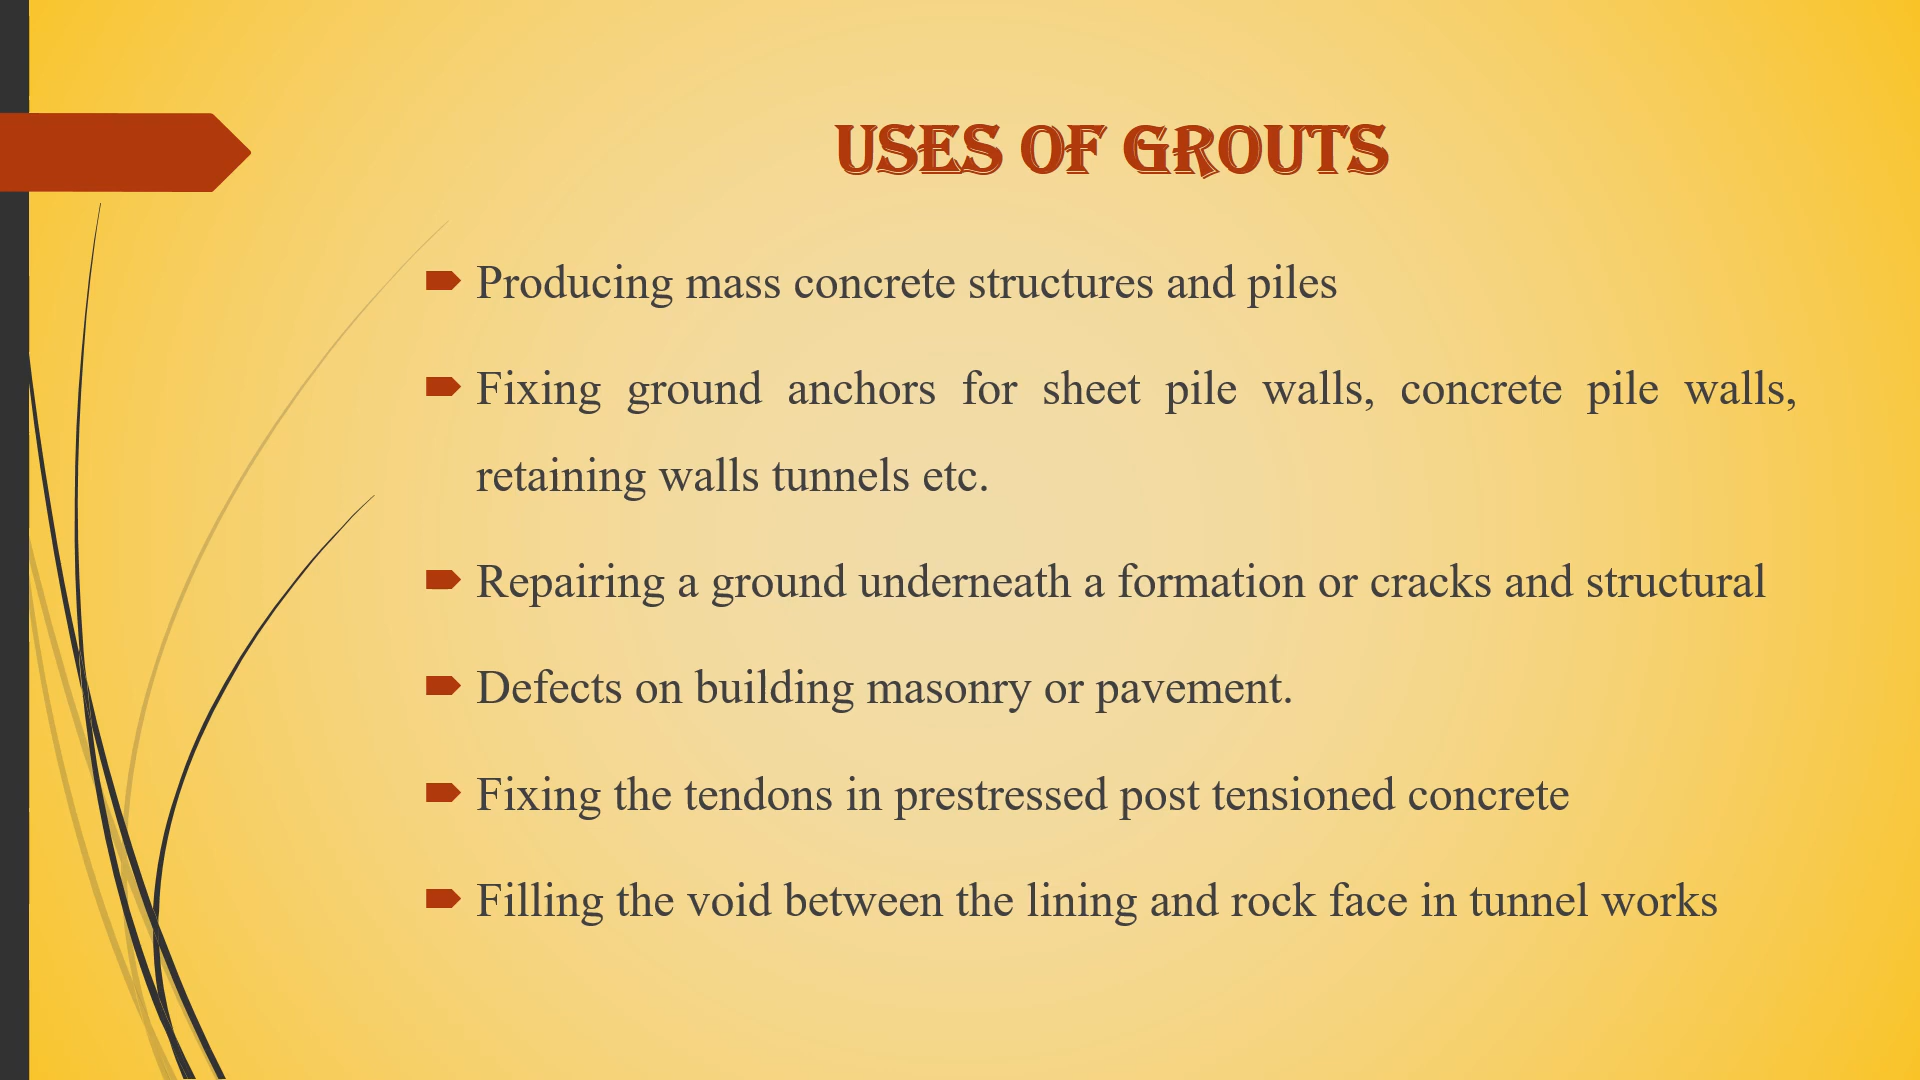 USES OF GROUTS
Producing mass concrete structures and piles
Fixing ground anchors for sheet pile walls, concrete pile walls,
retaining walls tunnels etc.
Repairing a ground underneath a formation or cracks and structural
Defects on building masonry or pavement.
Fixing the tendons in prestressed post tensioned concrete
Filling the void between the lining and rock face in tunnel works